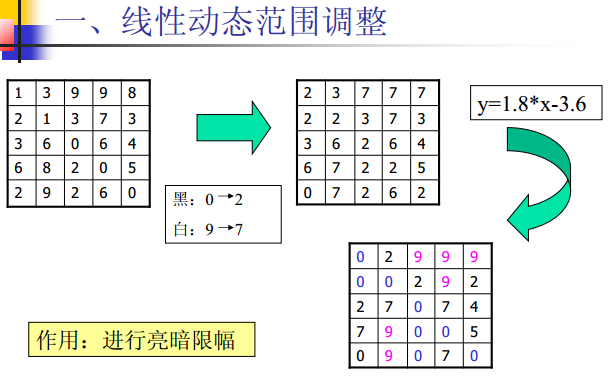 一、线性动态范围调整
1 3 9 9 8
2 1 3 7 3
3 6 0 6 4
6 8 2 0 5
2 9 2 6 0
黑：0→2
白：9→7
2 3 7 7 7
2 2 3 7 3
3 6 2 6 4
6 7 2 2 5
0 7 2 6 2
y=1.8*x-3.6
0 2 9 9 9
0 0 2 9 2
2 7 0 7 4
7 9 0 0 5
0 9 0 7 0
作用：进行亮暗限幅